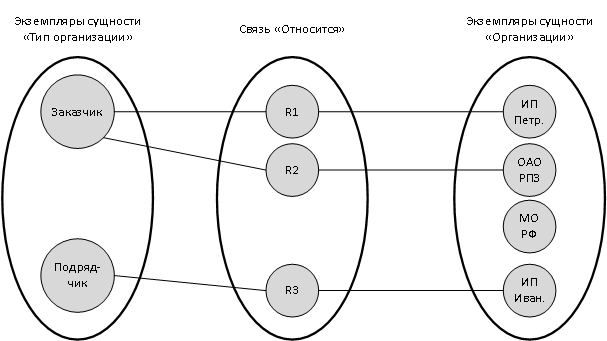 Экземпляры сущности
«Тип организации»
Связь «Относится»
Экземпляры сущности
«Организации»
Заказчик
R1
ИП
Петр.
R2
ОАО
РПЗ
МО
РФ
Подряд-
чик
R3
ИП
Иван.